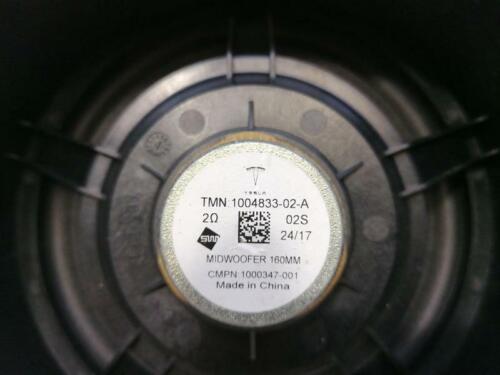 TESLA
TMN 1004833-02-A
2Ω 02S
24/17
MIDWOOFER 160MM
CMPN 1000347-001
Made in China